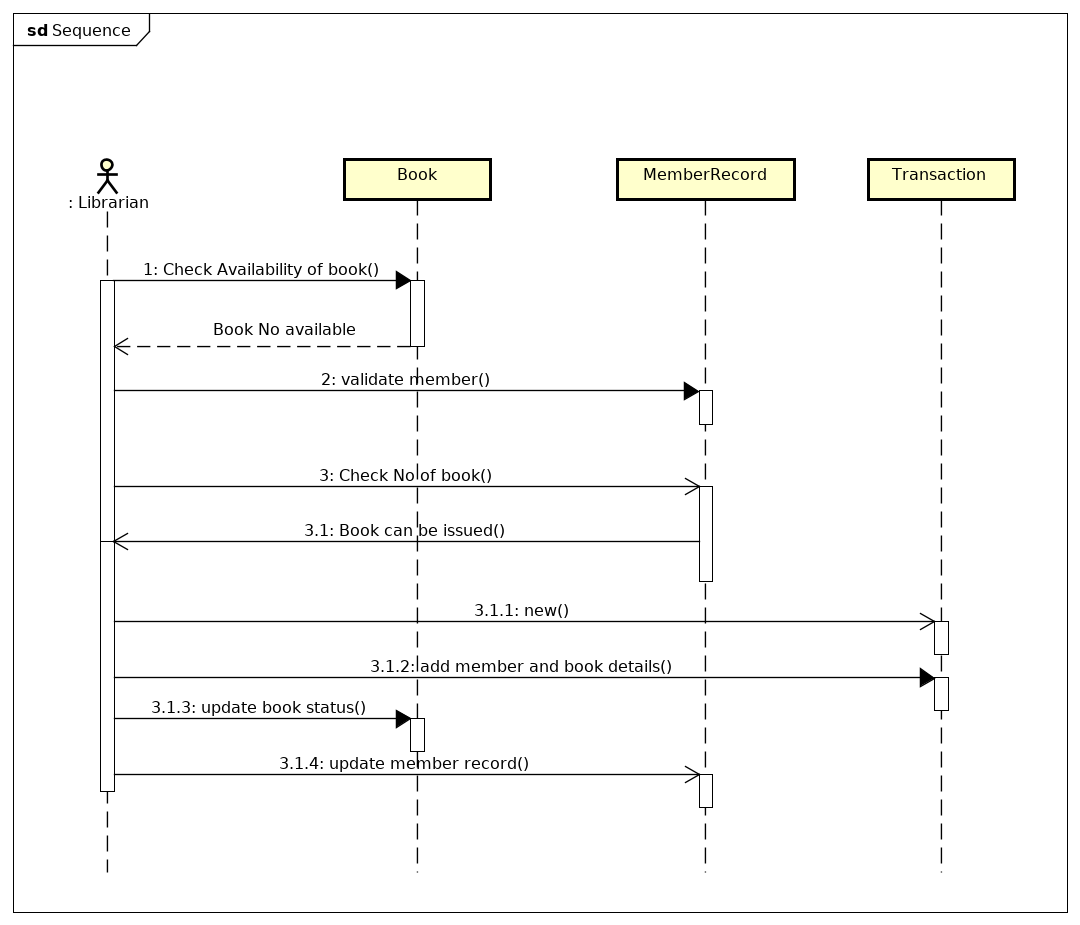 sd Sequence
: Librarian
Book
MemberRecord
Transaction
1: Check Availability of book()
Book No available
2: validate member()
3: Check No of book()
3.1: Book can be issued()
3.1.1: new()
3.1.2: add member and book details()
3.1.3: update book status()
3.1.4: update member record()